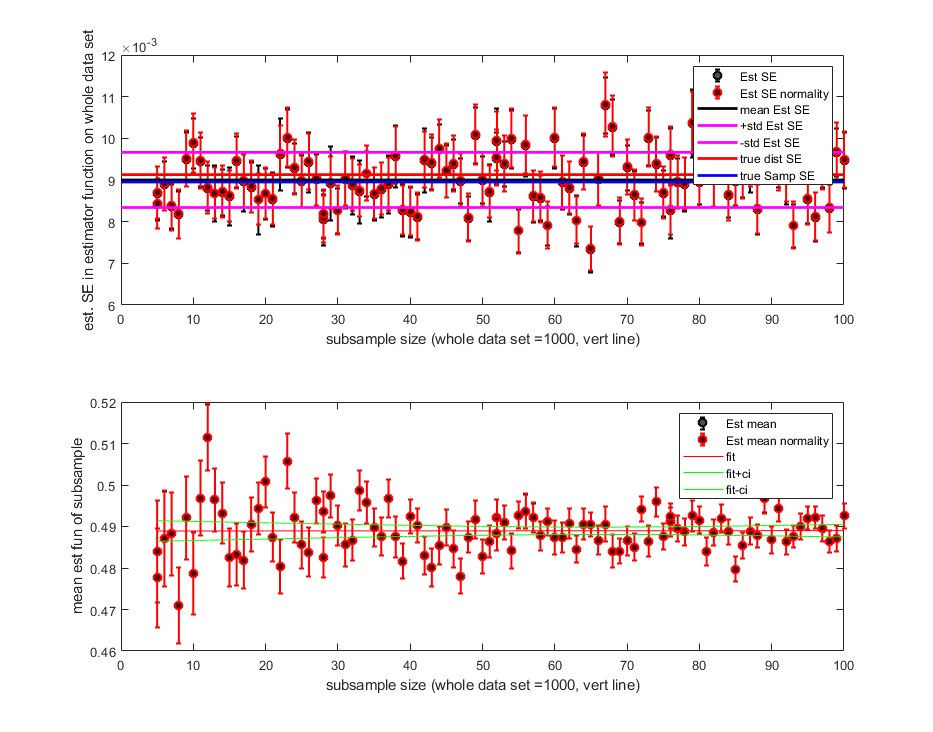 ×10-3
12
11
10
9
8
7
6
est. SE in estimator function on whole data set
Est SE
Est SE normality
mean Est SE
+std Est SE
-std Est SE
true dist SE
true Samp SE
0 10 20 30 40 50 60 70 80 90 100
subsample size (whole data set =1000, vert line)
0.52
0.51
0.5
0.49
0.48
0.47
0.46
mean est fun of subsample
Est mean
Est mean normality
fit
fit+ci
fit-ci
0 10 20 30 40 50 60 70 80 90 100
subsample size (whole data set =1000, vert line)